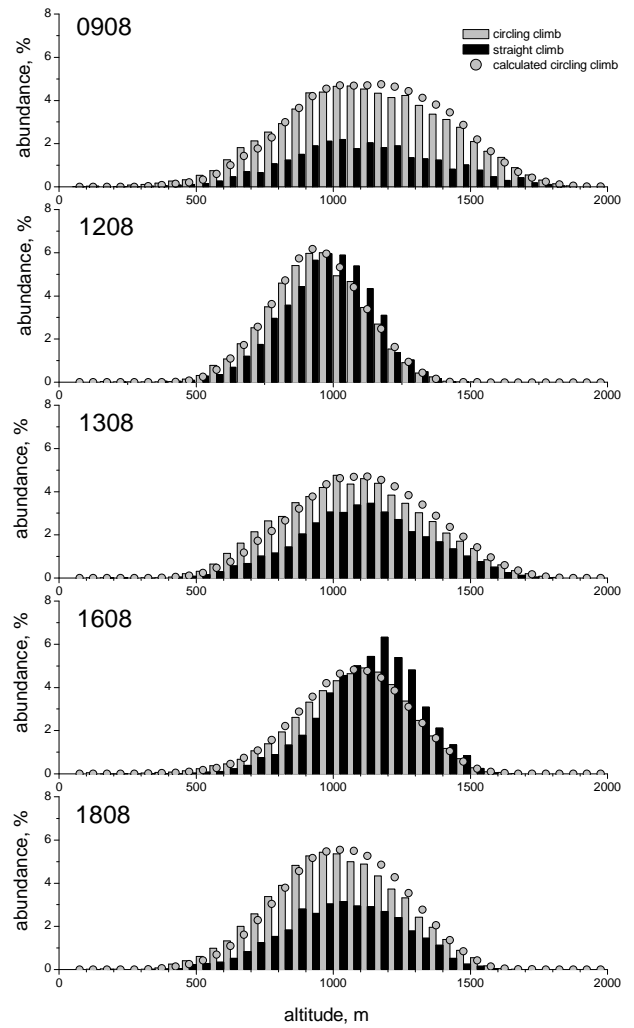 0908
circling climb
straight climb
calculated circling climb
abundance, %
8
6
4
2
0
0 500 1000 1500 2000
1208
abundance, %
8
6
4
2
0
0 500 1000 1500 2000
1308
abundance, %
8
6
4
2
0
0 500 1000 1500 2000
1608
abundance, %
8
6
4
2
0
0 500 1000 1500 2000
1808
abundance, %
8
6
4
2
0
0 500 1000 1500 2000
altitude, m